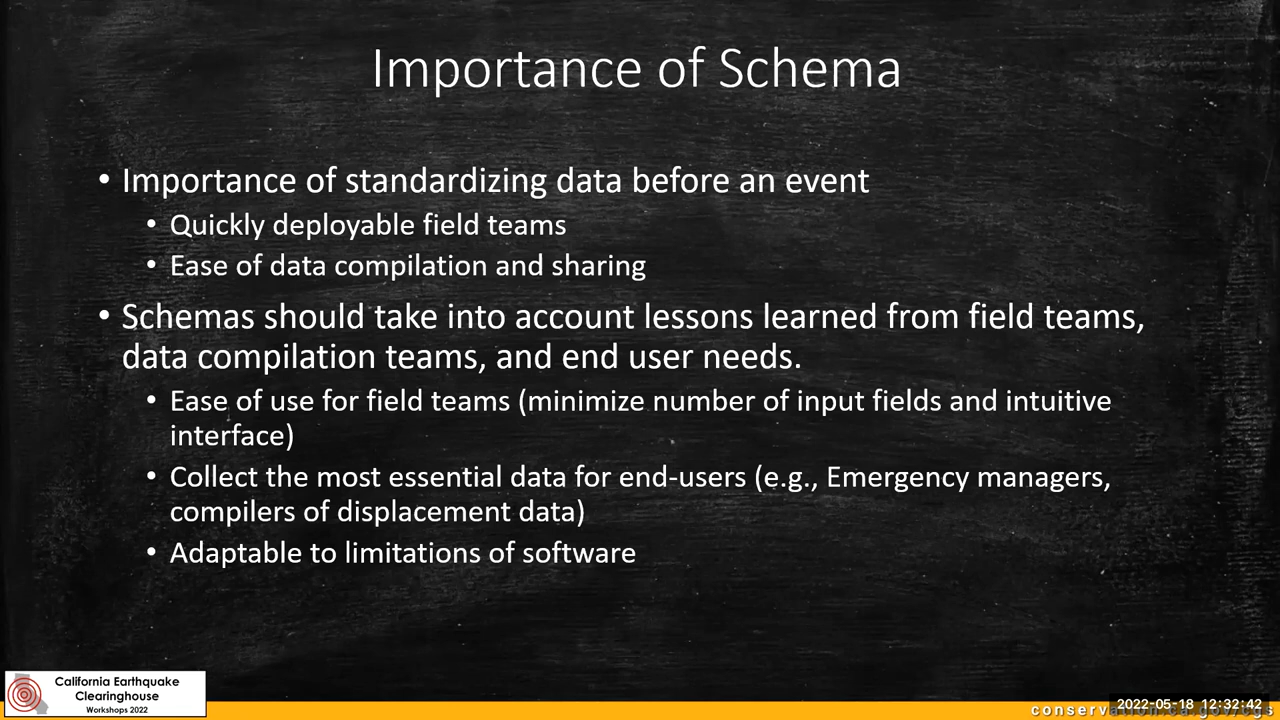 Importance of Schema
• Importance of standardizing data before an event
• Quickly deployable field teams
• Ease of data compilation and sharing
• Schemas should take into account lessons learned from field teams,
data compilation teams, and end user needs.
• Ease of use for field teams (minimize number of input fields and intuitive
interface)
• Collect the most essential data for end-users (e.g., Emergency managers,
compilers of displacement data)
• Adaptable to limitations of software
California Earthquake
Clearinghouse
Workshops 2022
conservation.ca.gov/cgs
2022-05-18 12:32:42